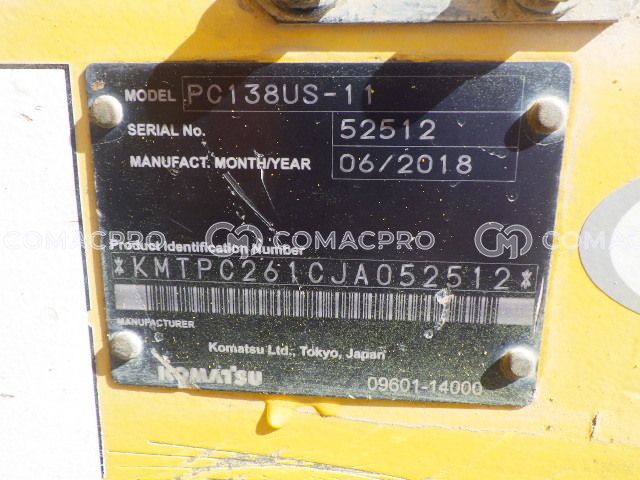 MODEL PC138US-11
SERIAL No. 52512
MANUFACT. MONTH/YEAR 06/2018
COMACPRO COMACPRO COMACPRO
Product Identification Number
*KMTPC261CJA052512*
MANUFACTURER
Komatsu Ltd., Tokyo, Japan
KOMATSU 09601-14000